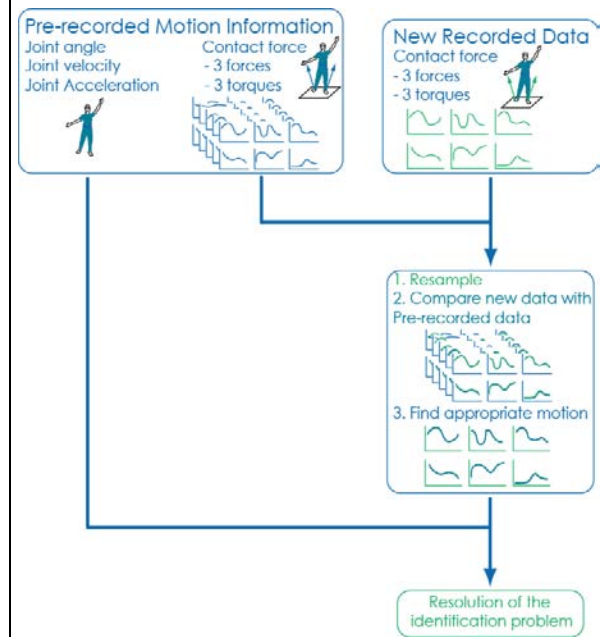 Pre-recorded Motion Information
Joint angle
Joint velocity
Joint Acceleration
Contact force
- 3 forces
- 3 torques
New Recorded Data
Contact force
- 3 forces
- 3 torques
1. Resample
2. Compare new data with
Pre-recorded data
3. Find appropriate motion
Resolution of the
identification problem